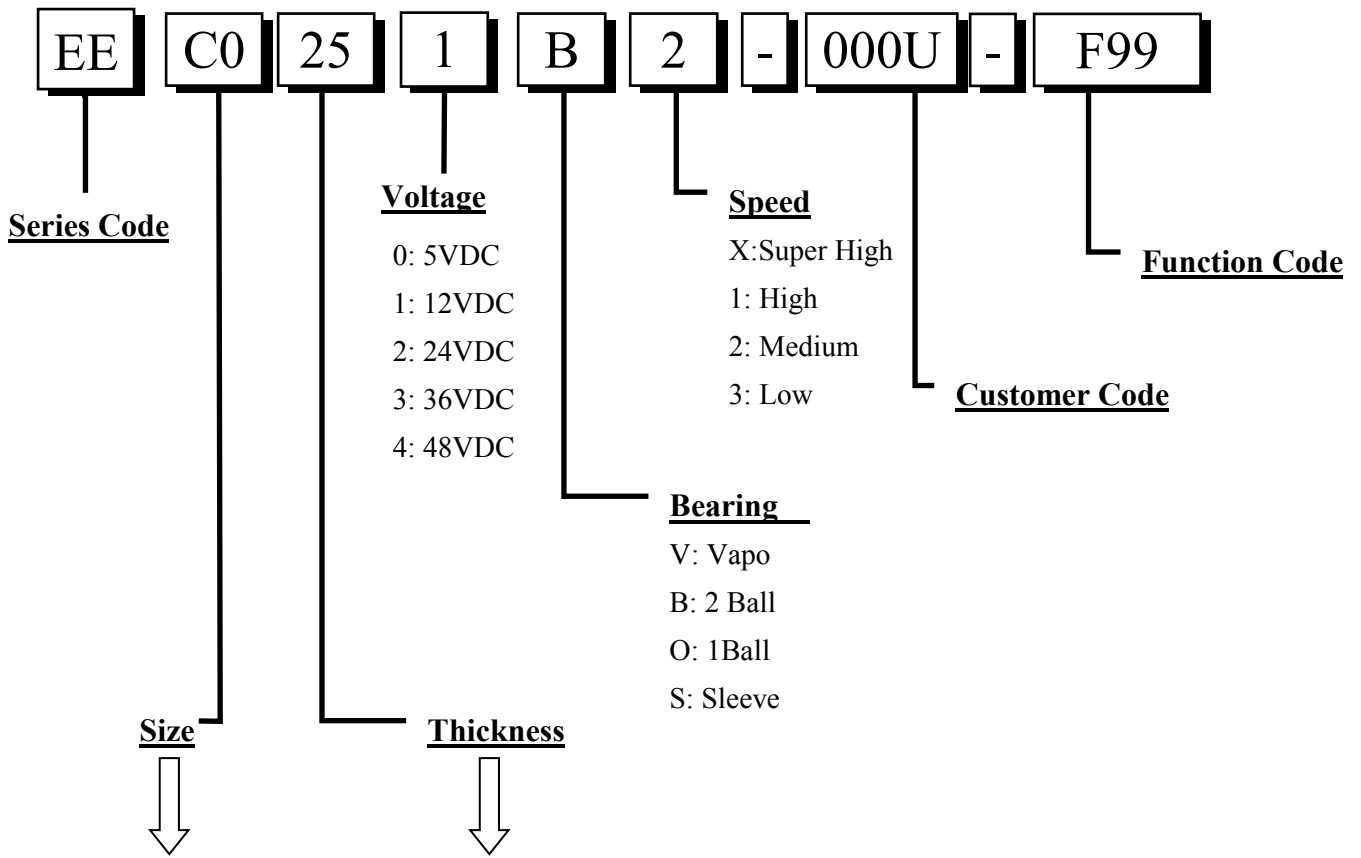 EE C0 25 1 B 2 - 000U - F99
Series Code
Voltage
0: 5VDC
1: 12VDC
2: 24VDC
3: 36VDC
4: 48VDC
Speed
X:Super High
1: High
2: Medium
3: Low
Function Code
Customer Code
Bearing
V: Vapo
B: 2 Ball
O: 1Ball
S: Sleeve
Size
Thickness